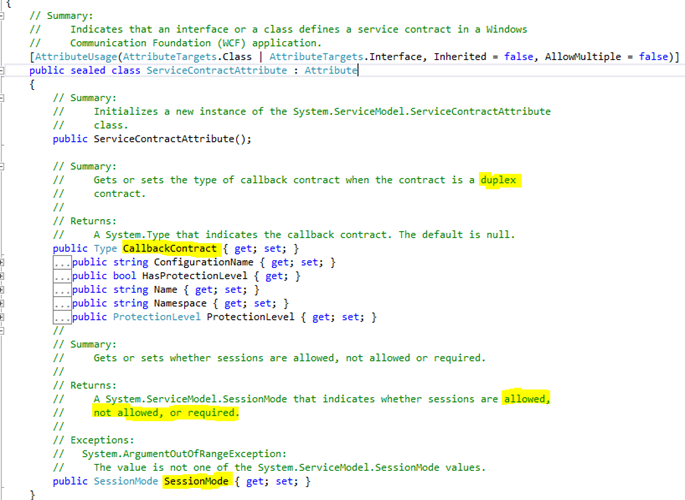 {
// Summary:
//     Indicates that an interface or a class defines a service contract in a Windows
//     Communication Foundation (WCF) application.
[AttributeUsage(AttributeTargets.Class | AttributeTargets.Interface, Inherited = false, AllowMultiple = false)]
public sealed class ServiceContractAttribute : Attribute
{
// Summary:
//     Initializes a new instance of the System.ServiceModel.ServiceContractAttribute
//     class.
public ServiceContractAttribute();
// Summary:
//     Gets or sets the type of callback contract when the contract is a duplex
//     contract.
//
// Returns:
//     A System.Type that indicates the callback contract. The default is null.
public Type CallbackContract { get; set; }
...public string ConfigurationName { get; set; }
...public bool HasProtectionLevel { get; }
...public string Name { get; set; }
...public string Namespace { get; set; }
...public ProtectionLevel ProtectionLevel { get; set; }
//
// Summary:
//     Gets or sets whether sessions are allowed, not allowed or required.
//
// Returns:
//     A System.ServiceModel.SessionMode that indicates whether sessions are allowed,
//     not allowed, or required.
//
// Exceptions:
//   System.ArgumentOutOfRangeException:
//     The value is not one of the System.ServiceModel.SessionMode values.
public SessionMode SessionMode { get; set; }
}